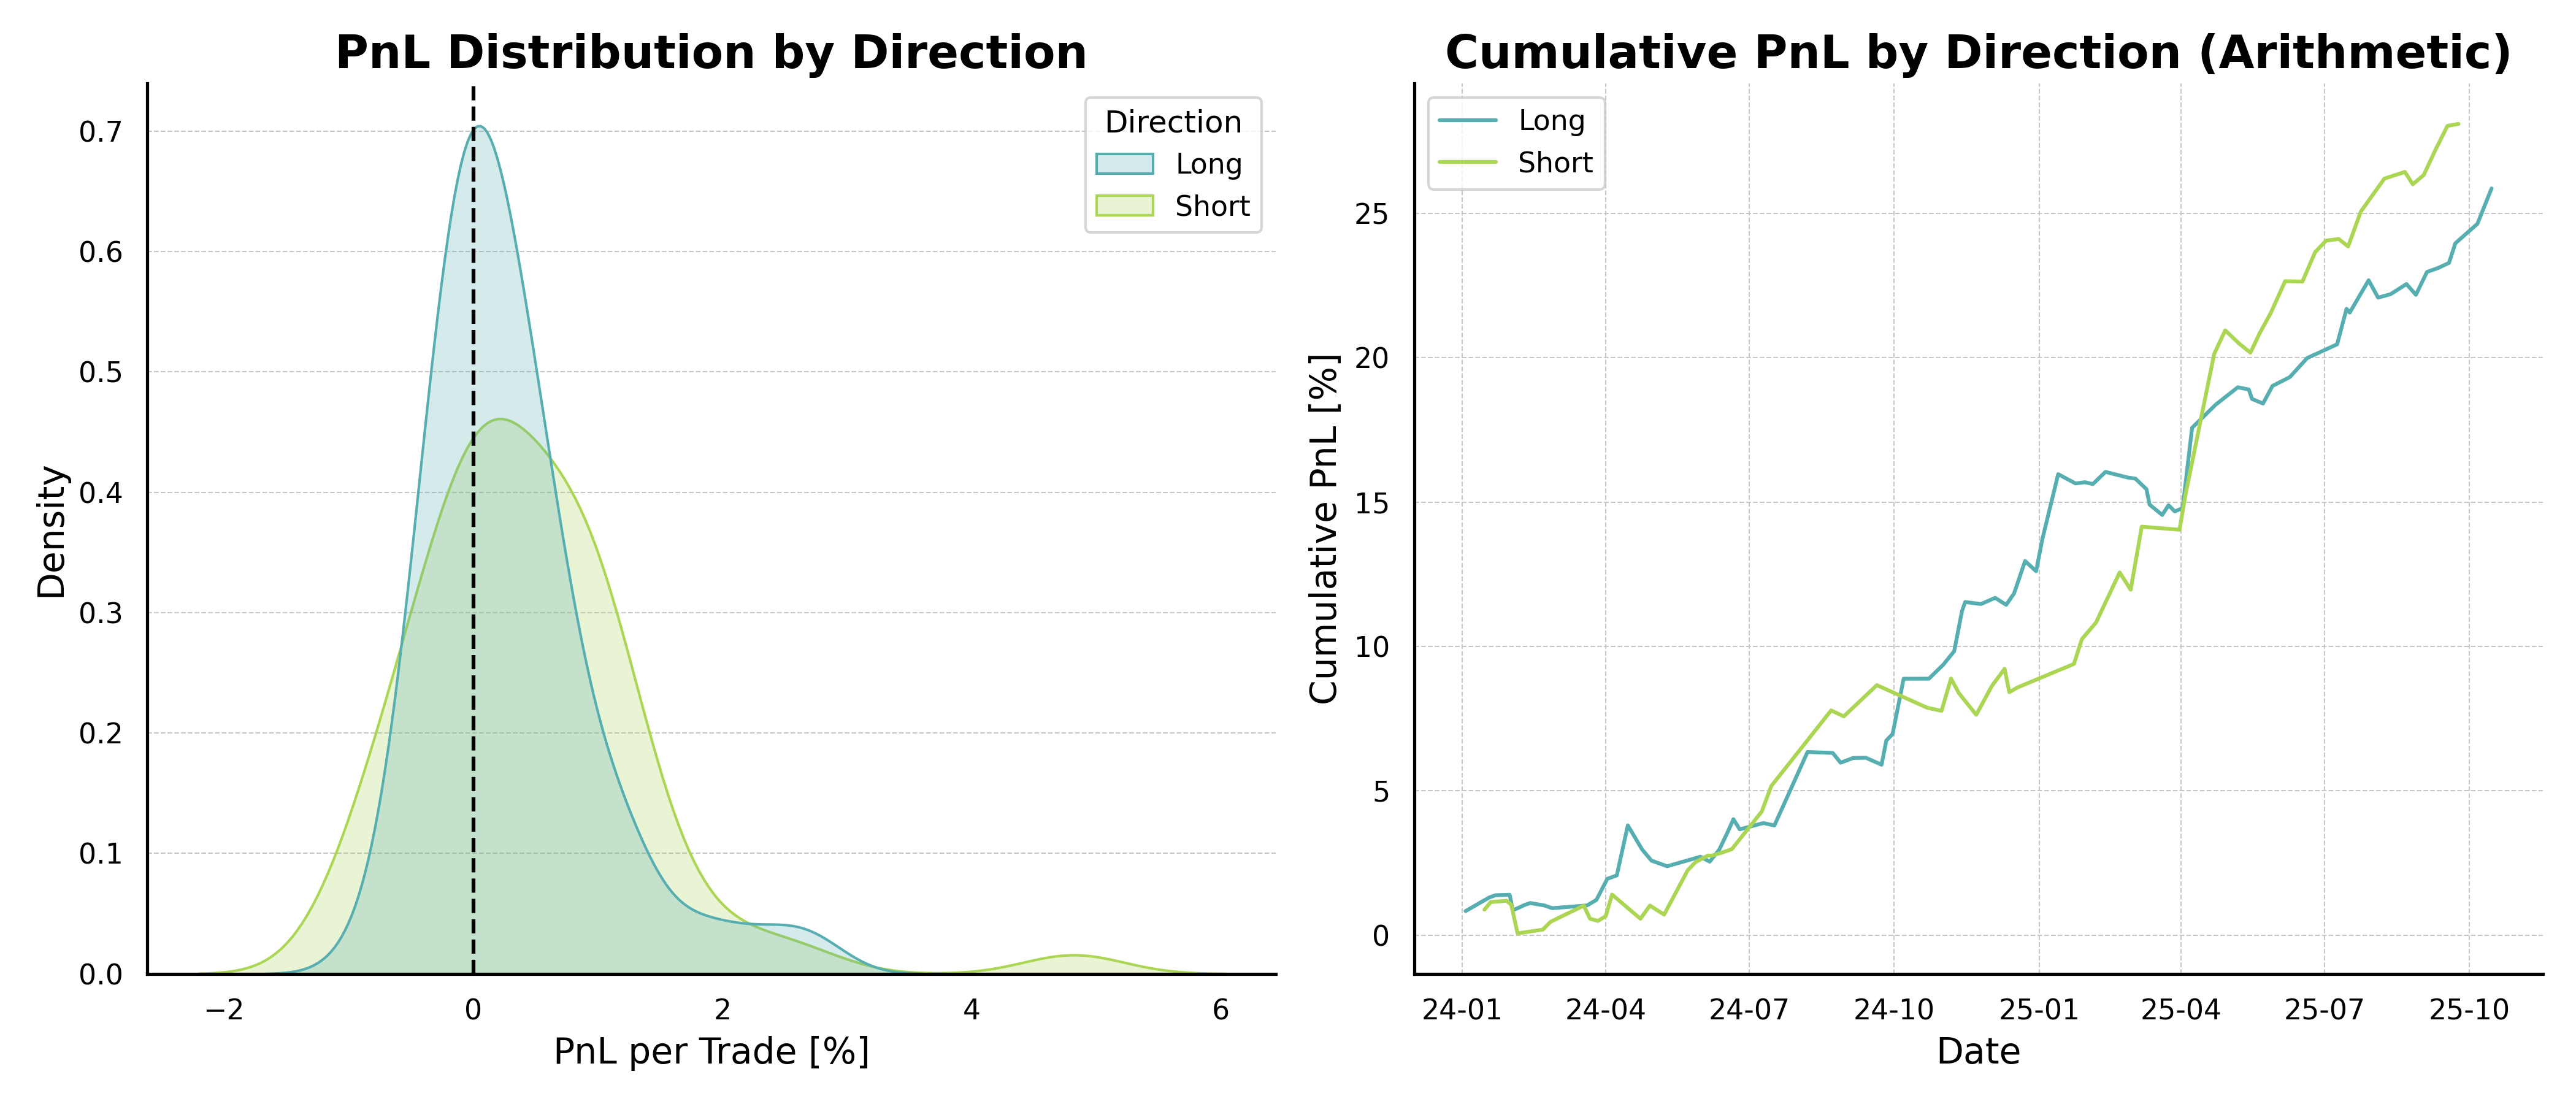 PnL Distribution by Direction
Density
0.7
0.6
0.5
0.4
0.3
0.2
0.1
0.0
−2
0
2
4
6
PnL per Trade [%]
Direction
Long
Short
Cumulative PnL by Direction (Arithmetic)
Cumulative PnL [%]
25
20
15
10
5
0
24-01
24-04
24-07
24-10
25-01
25-04
25-07
25-10
Date
Long
Short